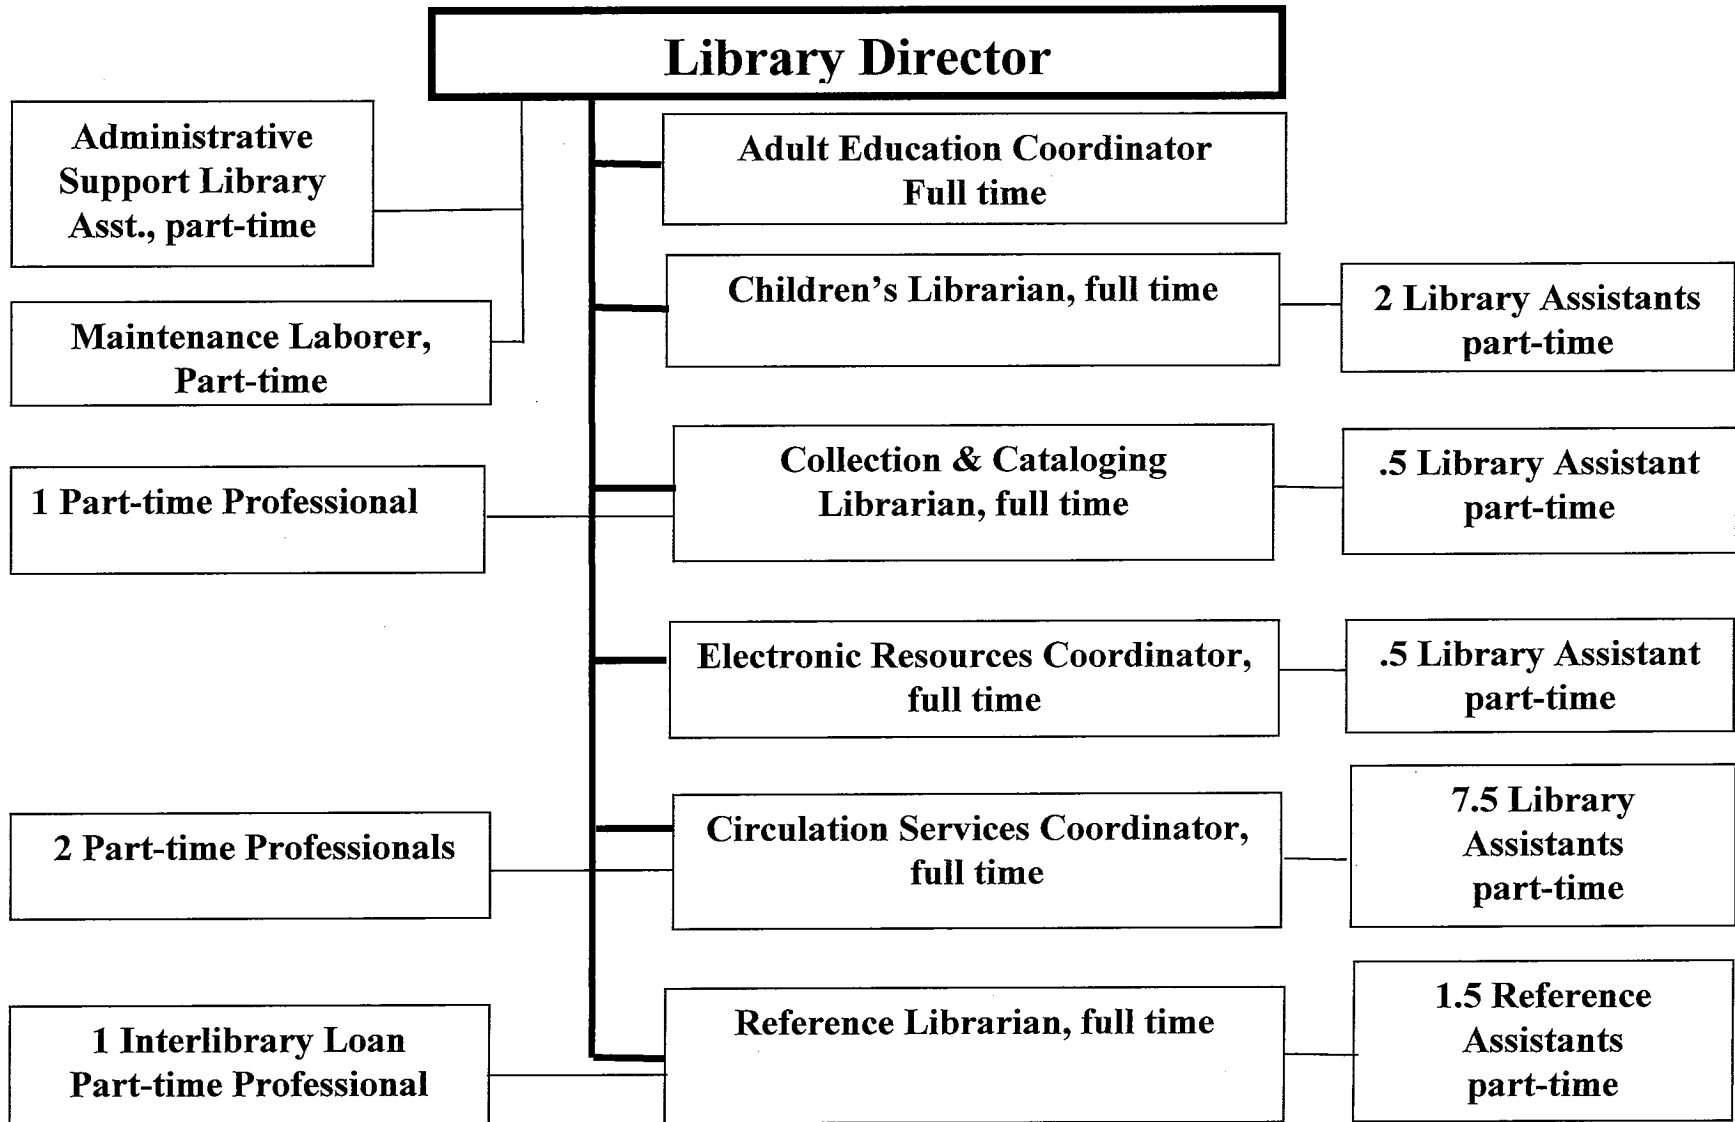 Library Director
Administrative
Support Library
Asst., part-time
Adult Education Coordinator
Full time
Children's Librarian, full time
2 Library Assistants
part-time
Maintenance Laborer,
Part-time
Collection & Cataloging
Librarian, full time
.5 Library Assistant
part-time
1 Part-time Professional
Electronic Resources Coordinator,
full time
.5 Library Assistant
part-time
2 Part-time Professionals
Circulation Services Coordinator,
full time
7.5 Library
Assistants
part-time
1 Interlibrary Loan
Part-time Professional
Reference Librarian, full time
1.5 Reference
Assistants
part-time